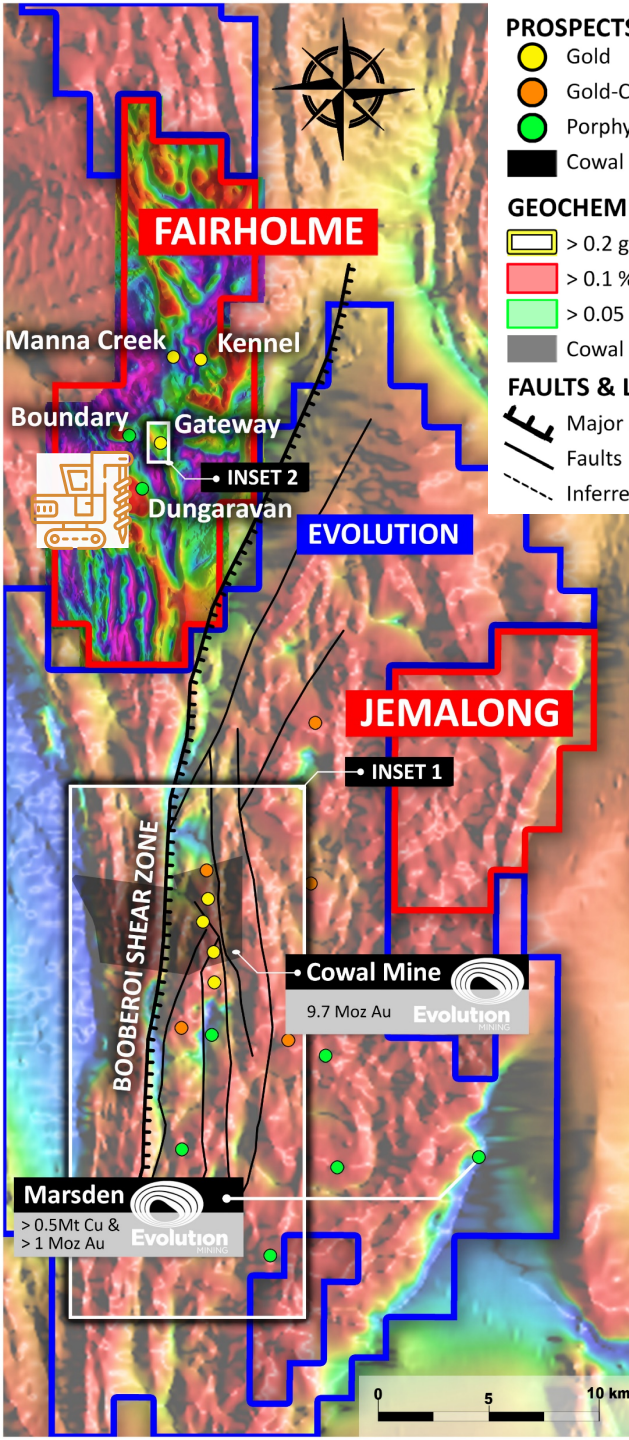 PROSPECTS
Gold
Gold-C
Porphy
Cowal
GEOCHEM
> 0.2 g
> 0.1 %
> 0.05
Cowal
FAULTS & L
Major
Faults
Inferre
FAIRHOLME
Manna Creek
Kennel
Boundary
Gateway
INSET 2
Dungaravan
EVOLUTION
JEMALONG
INSET 1
BOOBEROI SHEAR ZONE
Cowal Mine
9.7 Moz Au
Evolution
MINING
Marsden
> 0.5Mt Cu &
> 1 Moz Au
Evolution
MINING
0 5 10 km